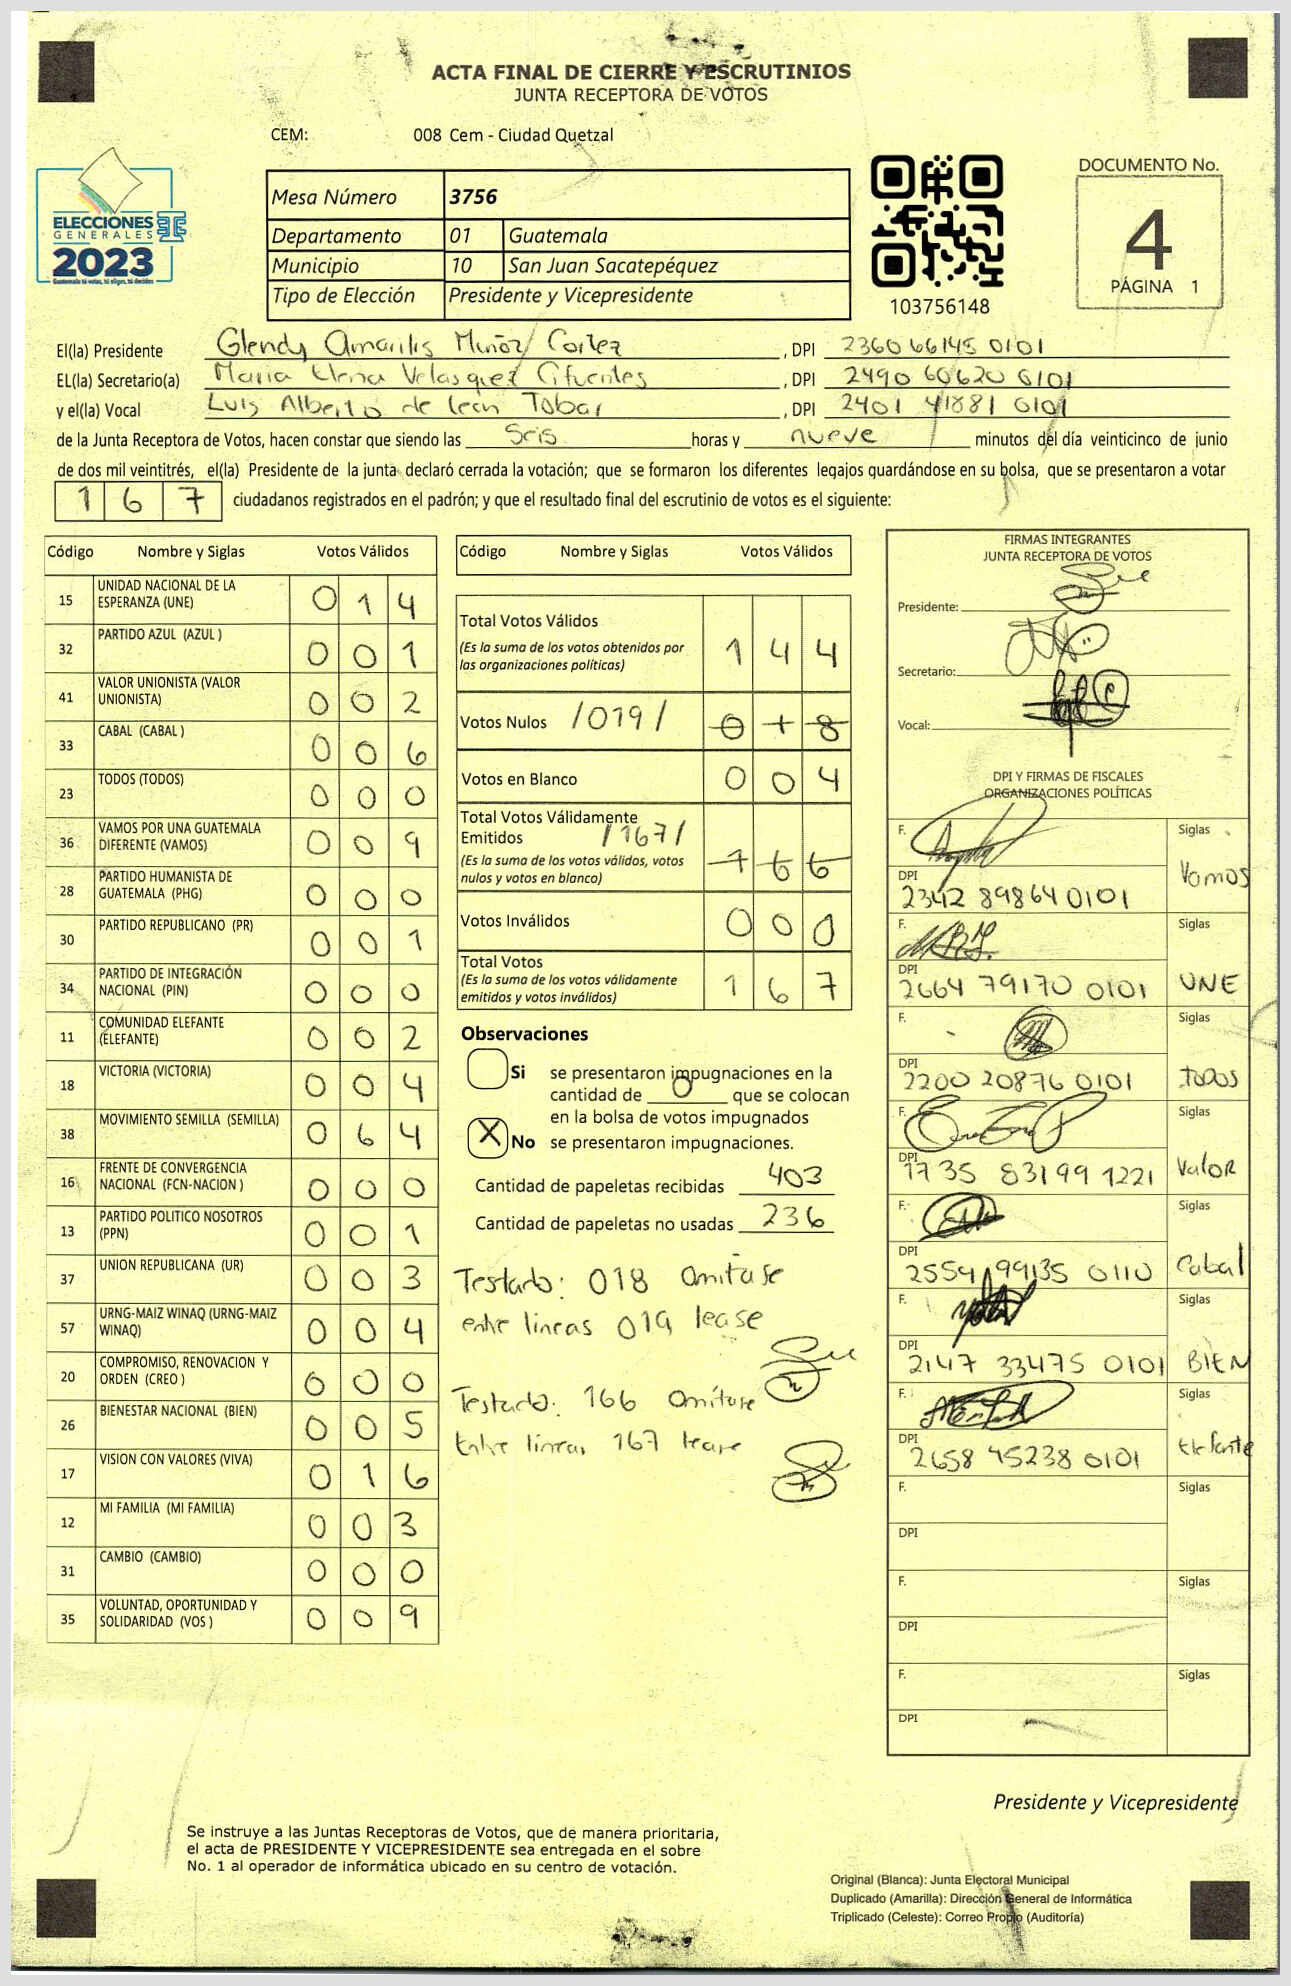 ACTA FINAL DE CIERRE Y ESCRUTINIOS
JUNTA RECEPTORA DE VOTOS
CEM: 008 Cem - Ciudad Quetzal
ELECCIONES
GENERALES
2023
Guatemala tú votas, tú eliges, tú decides
Mesa Número 3756
Departamento 01 Guatemala
Municipio 10 San Juan Sacatepéquez
Tipo de Elección Presidente y Vicepresidente
103756148
DOCUMENTO No.
4
PÁGINA 1
El(la) Presidente Glendy Amarilis Muñoz Cortez, DPI 2360 66145 0101
EL(la) Secretario(a) Maria Elena Velasquez Cifuentes, DPI 2490 60620 0101
y el(la) Vocal Luis Alberto de león Tobar, DPI 2401 41881 0101
de la Junta Receptora de Votos, hacen constar que siendo las Seis horas y nueve minutos del día veinticinco de junio
de dos mil veintitrés, el(la) Presidente de la junta declaró cerrada la votación; que se formaron los diferentes legajos guardándose en su bolsa, que se presentaron a votar
1 6 7 ciudadanos registrados en el padrón; y que el resultado final del escrutinio de votos es el siguiente:
Código Nombre y Siglas Votos Válidos
15 UNIDAD NACIONAL DE LA ESPERANZA (UNE) 0 1 4
32 PARTIDO AZUL (AZUL ) 0 0 1
41 VALOR UNIONISTA (VALOR UNIONISTA) 0 0 2
33 CABAL (CABAL ) 0 0 6
23 TODOS (TODOS) 0 0 0
36 VAMOS POR UNA GUATEMALA DIFERENTE (VAMOS) 0 0 9
28 PARTIDO HUMANISTA DE GUATEMALA (PHG) 0 0 0
30 PARTIDO REPUBLICANO (PR) 0 0 1
34 PARTIDO DE INTEGRACIÓN NACIONAL (PIN) 0 0 0
11 COMUNIDAD ELEFANTE (ELEFANTE) 0 0 2
18 VICTORIA (VICTORIA) 0 0 4
38 MOVIMIENTO SEMILLA (SEMILLA) 0 6 4
16 FRENTE DE CONVERGENCIA NACIONAL (FCN-NACION ) 0 0 0
13 PARTIDO POLITICO NOSOTROS (PPN) 0 0 1
37 UNION REPUBLICANA (UR) 0 0 3
57 URNG-MAIZ WINAQ (URNG-MAIZ WINAQ) 0 0 4
20 COMPROMISO, RENOVACION Y ORDEN (CREO ) 0 0 0
26 BIENESTAR NACIONAL (BIEN) 0 0 5
17 VISION CON VALORES (VIVA) 0 1 6
12 MI FAMILIA (MI FAMILIA) 0 0 3
31 CAMBIO (CAMBIO) 0 0 0
35 VOLUNTAD, OPORTUNIDAD Y SOLIDARIDAD (VOS ) 0 0 9
Código Nombre y Siglas Votos Válidos
Total Votos Válidos
(Es la suma de los votos obtenidos por
las organizaciones políticas) 1 4 4
Votos Nulos /019/ 0 1 8
Votos en Blanco 0 0 4
Total Votos Válidamente
Emitidos /167/
(Es la suma de los votos válidos, votos
nulos y votos en blanco) 1 6 6
Votos Inválidos 0 0 0
Total Votos
(Es la suma de los votos válidamente
emitidos y votos inválidos) 1 6 7
Observaciones
Si se presentaron impugnaciones en la
cantidad de 0 que se colocan
en la bolsa de votos impugnados
X No se presentaron impugnaciones.
Cantidad de papeletas recibidas 403
Cantidad de papeletas no usadas 236
Testado: 018 Omitase
entre lineas 019 lease
Testado: 166 Omitase
Entre lineas 167 lease
FIRMAS INTEGRANTES
JUNTA RECEPTORA DE VOTOS
Presidente:
Secretario:
Vocal:
DPI Y FIRMAS DE FISCALES
ORGANIZACIONES POLÍTICAS
F. Siglas
DPI 2342 89864 0101 Vamos
F. Siglas
DPI 2664 79170 0101 UNE
F. Siglas
DPI 2200 20876 0101 TODOS
F. Siglas
DPI 1735 83199 1221 Valor
F. Siglas
DPI 2554 99135 0110 Cabal
F. Siglas
DPI 2147 33475 0101 BIEN
F. Siglas
DPI 2658 45238 0101 Elefante
F. Siglas
DPI
F. Siglas
DPI
F. Siglas
DPI
Presidente y Vicepresidente
Se instruye a las Juntas Receptoras de Votos, que de manera prioritaria,
el acta de PRESIDENTE Y VICEPRESIDENTE sea entregada en el sobre
No. 1 al operador de informática ubicado en su centro de votación.
Original (Blanca): Junta Electoral Municipal
Duplicado (Amarilla): Dirección General de Informática
Triplicado (Celeste): Correo Propio (Auditoría)